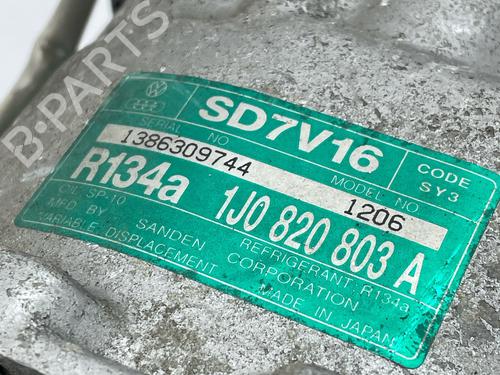 SD7V16
CODE
SY3
SERIAL NO
1386309744
MODEL NO
1206
R134a
1J0 820 803 A
OIL SP-10
REFRIGERANT: R134a
MFD BY SANDEN CORPORATION
VARIABLE DISPLACEMENT MADE IN JAPAN
B-PARTS